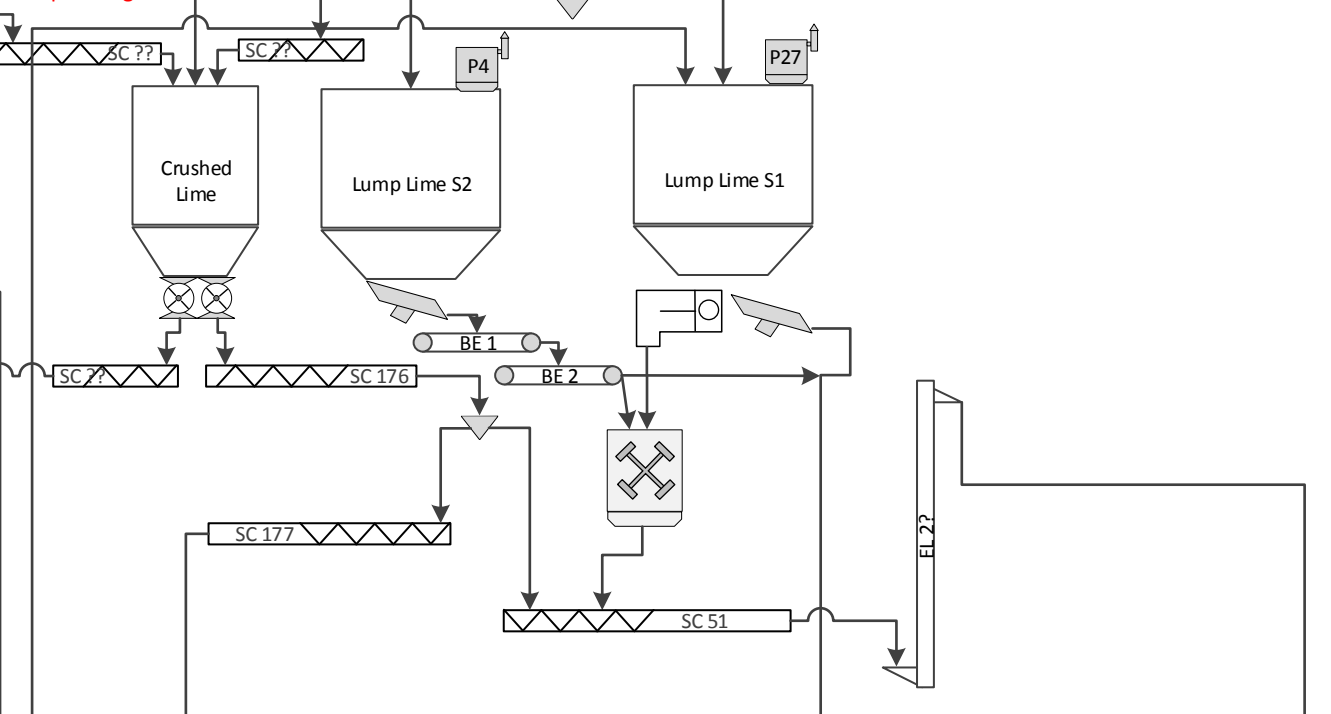 SC ??
SC ??
P4
P27
Crushed
Lime
Lump Lime S2
Lump Lime S1
BE 1
BE 2
SC ??
SC 176
SC 177
EL 2?
SC 51